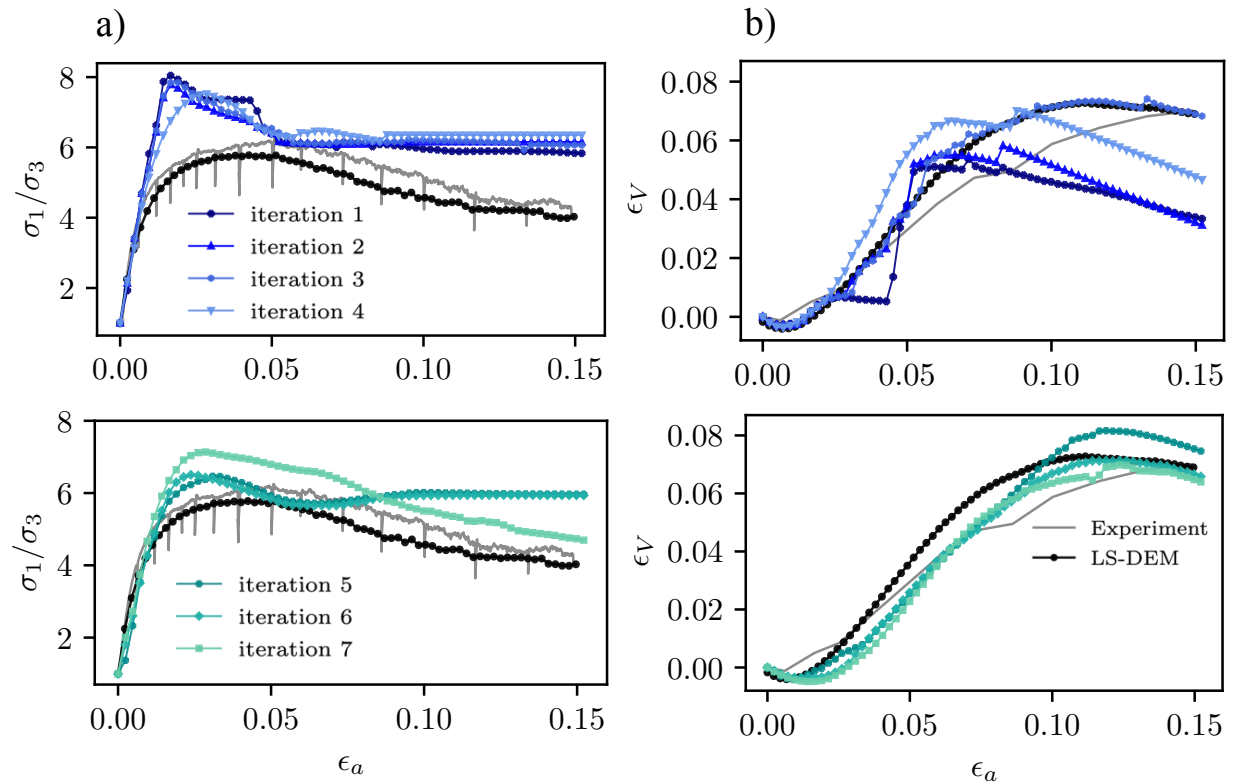 a)
b)
8
6
4
2
σ₁/σ₃
iteration 1
iteration 2
iteration 3
iteration 4
0.00 0.05 0.10 0.15
0.08
0.06
0.04
0.02
0.00
ϵ_V
0.00 0.05 0.10 0.15
8
6
4
2
σ₁/σ₃
iteration 5
iteration 6
iteration 7
0.00 0.05 0.10 0.15
ϵ_a
0.08
0.06
0.04
0.02
0.00
ϵ_V
Experiment
LS-DEM
0.00 0.05 0.10 0.15
ϵ_a